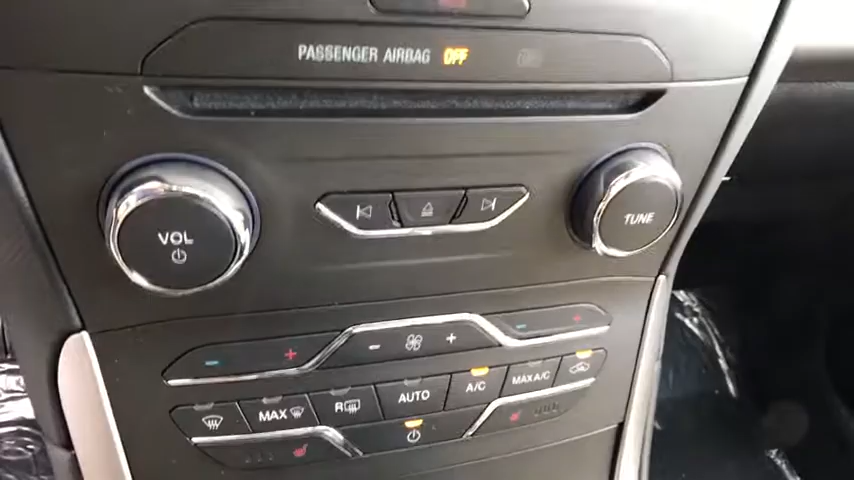 PASSENGER AIRBAG OFF
VOL
TUNE
MAX
R
AUTO
A/C
MAX A/C